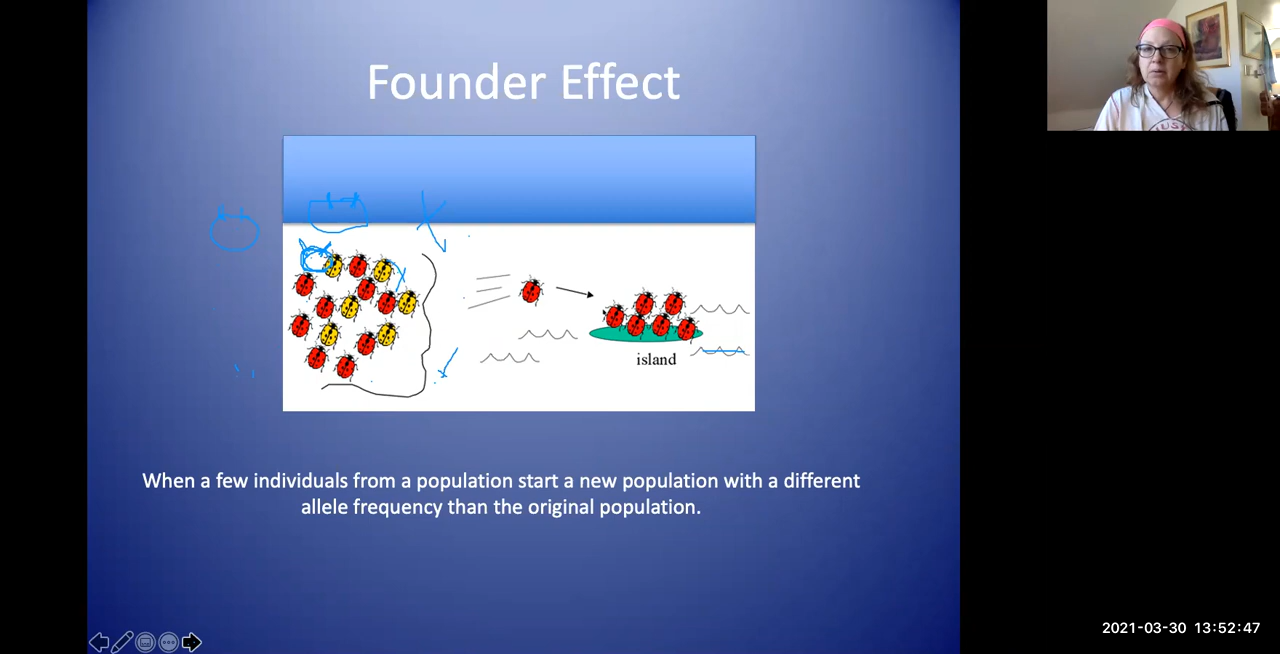 Founder Effect
island
When a few individuals from a population start a new population with a different
allele frequency than the original population.
2021-03-30 13:52:47